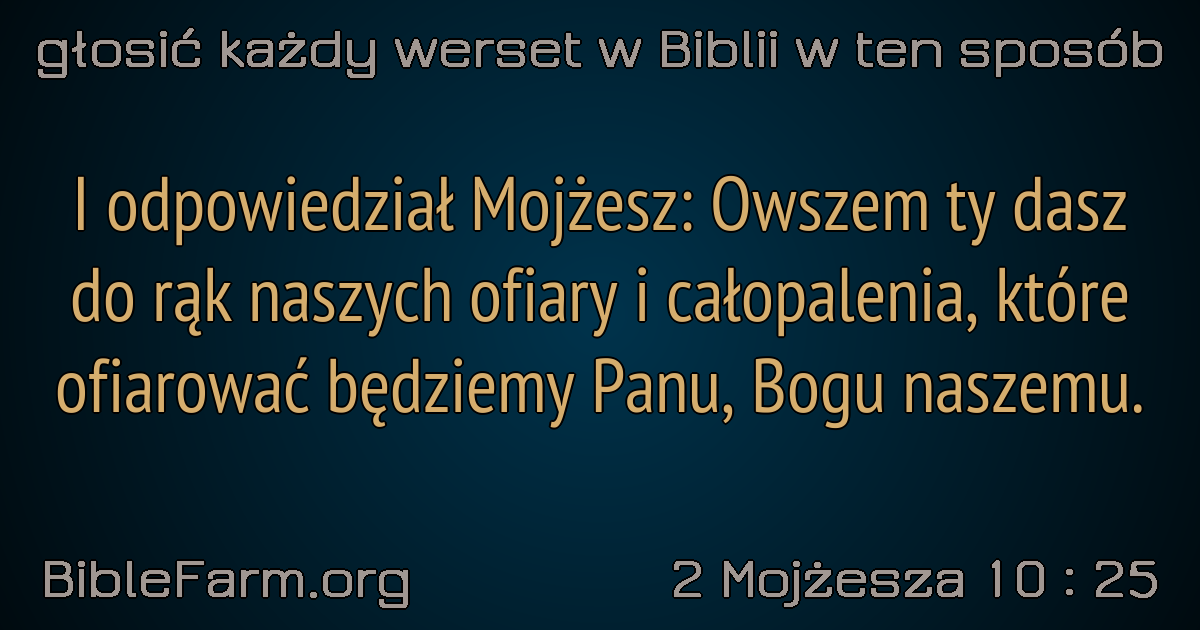 głosić każdy werset w Biblii w ten sposób
I odpowiedział Mojżesz: Owszem ty dasz
do rąk naszych ofiary i całopalenia, które
ofiarować będziemy Panu, Bogu naszemu.
BibleFarm.org
2 Mojżesza 10 : 25